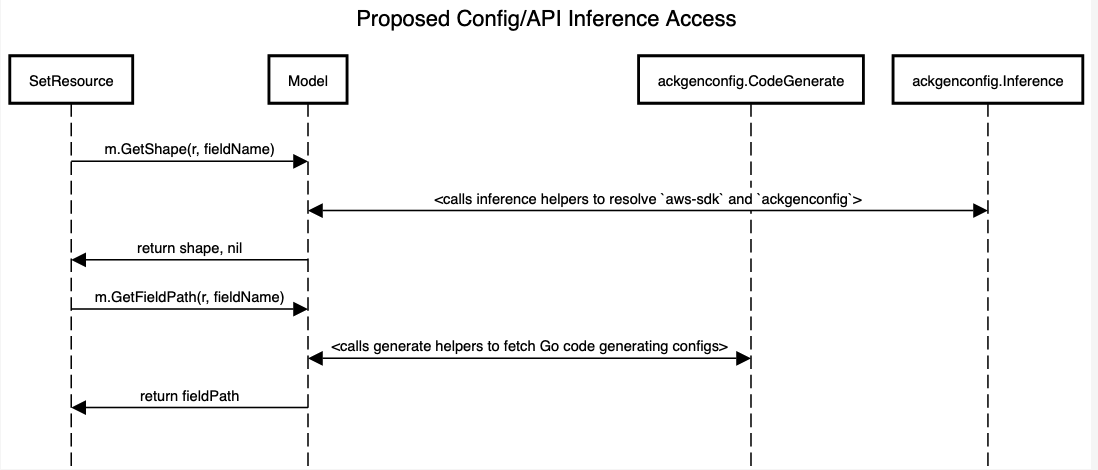 Proposed Config/API Inference Access
SetResource
Model
ackgenconfig.CodeGenerate
ackgenconfig.Inference
m.GetShape(r, fieldName)
<calls inference helpers to resolve `aws-sdk` and `ackgenconfig`>
return shape, nil
m.GetFieldPath(r, fieldName)
<calls generate helpers to fetch Go code generating configs>
return fieldPath